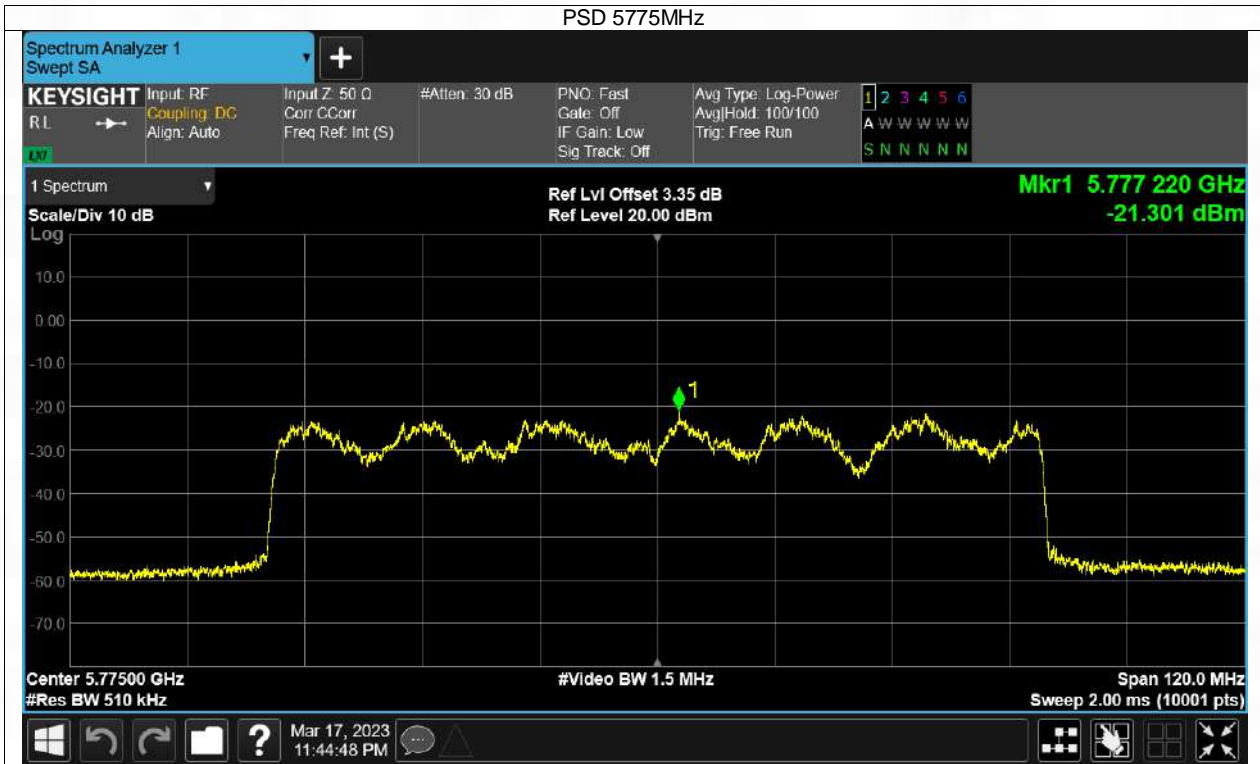 PSD 5775MHz
Spectrum Analyzer 1
Swept SA
+
KEYSIGHT
RL
LXI
Input: RF
Coupling: DC
Align: Auto
Input Z: 50 Ω
Corr CCorr
Freq Ref: Int (S)
#Atten: 30 dB
PNO: Fast
Gate: Off
IF Gain: Low
Sig Track: Off
Avg Type: Log-Power
Avg|Hold: 100/100
Trig: Free Run
1 2 3 4 5 6
A W W W W W
S N N N N N
1 Spectrum
Scale/Div 10 dB
Log
Ref Lvl Offset 3.35 dB
Ref Level 20.00 dBm
Mkr1 5.777 220 GHz
-21.301 dBm
10.0
0.00
-10.0
-20.0
-30.0
-40.0
-50.0
-60.0
-70.0
1
Center 5.77500 GHz
#Res BW 510 kHz
#Video BW 1.5 MHz
Span 120.0 MHz
Sweep 2.00 ms (10001 pts)
?
Mar 17, 2023
11:44:48 PM